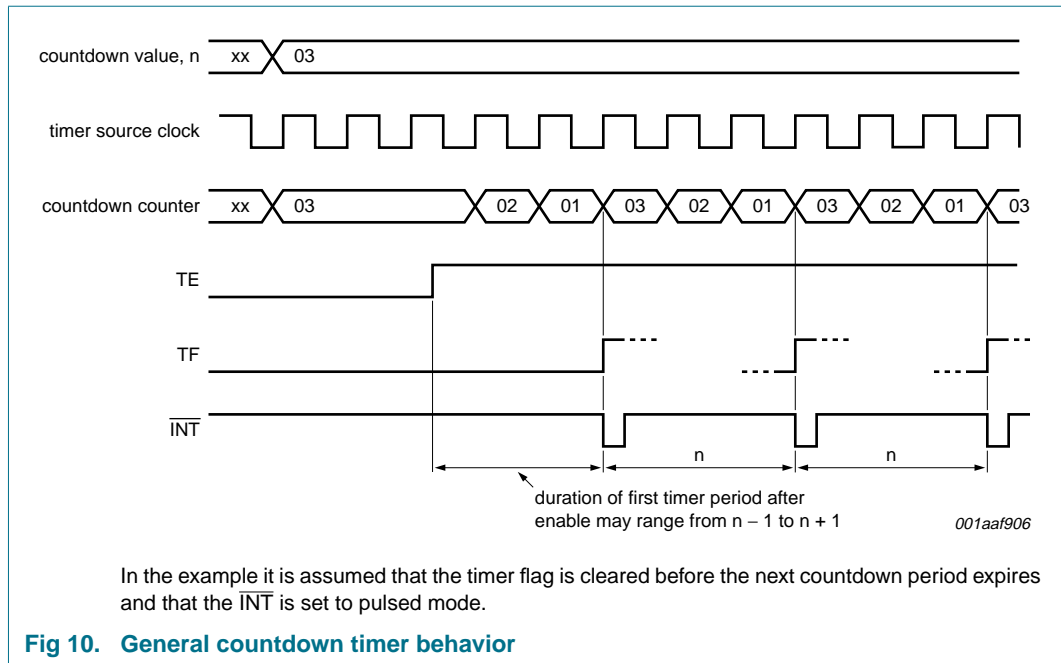 countdown value, n xx 03
timer source clock
countdown counter xx 03 02 01 03 02 01 03 02 01 03
TE
TF
INT
n n
duration of first timer period after
enable may range from n − 1 to n + 1
001aaf906
In the example it is assumed that the timer flag is cleared before the next countdown period expires
and that the INT is set to pulsed mode.
Fig 10. General countdown timer behavior